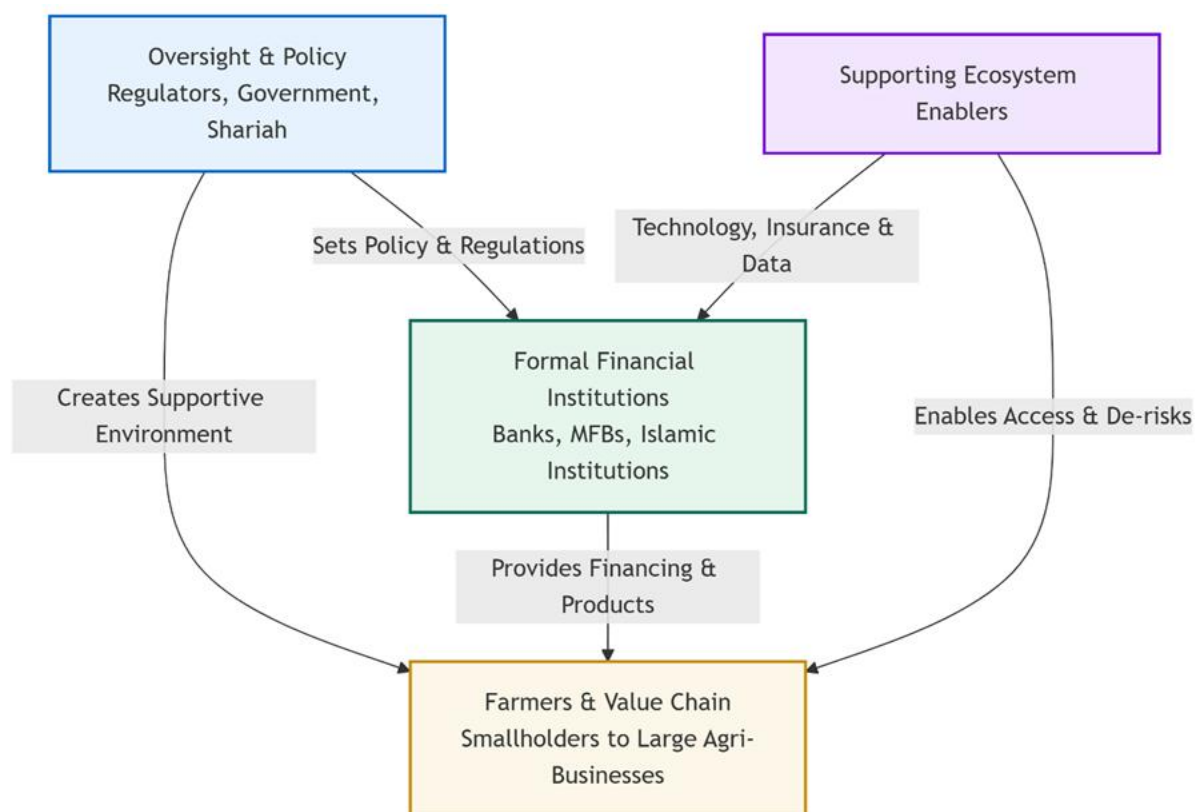 Oversight & Policy
Regulators, Government,
Shariah
Supporting Ecosystem
Enablers
Sets Policy & Regulations
Technology, Insurance &
Data
Formal Financial
Institutions
Banks, MFBs, Islamic
Institutions
Creates Supportive
Environment
Enables Access & De-risks
Provides Financing &
Products
Farmers & Value Chain
Smallholders to Large Agri-
Businesses